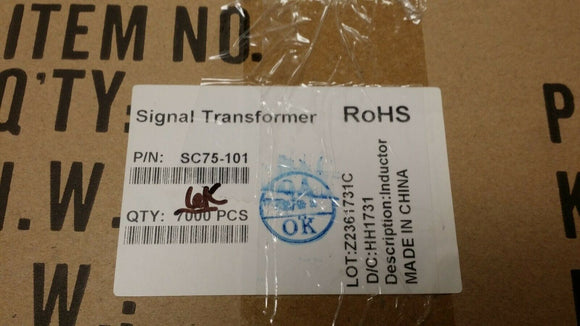 ITEM NO.
Q'TY:
.W.
.W.
P
K
Signal Transformer
RoHS
P/N: SC75-101
6K
QTY: 7000 PCS
QA
OK
LOT:Z2361731C
D/C:HH1731
Description:Inductor
MADE IN CHINA